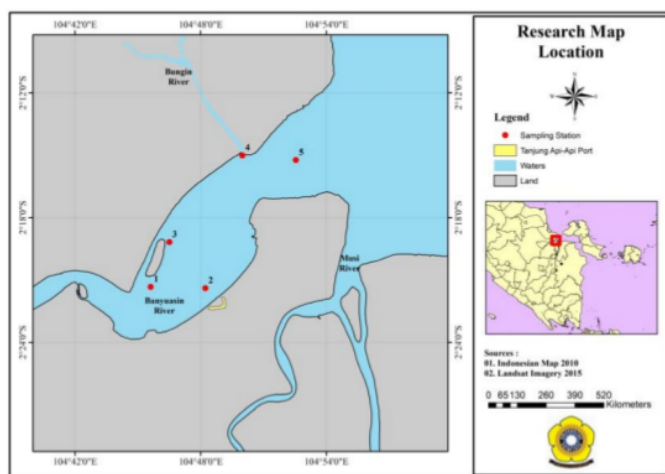 104°42'0"E 104°48'0"E 104°54'0"E
2°12'0"S
2°18'0"S
2°24'0"S
2°12'0"S
2°18'0"S
2°24'0"S
Bungin
River
4
5
3
1
2
Banyuasin
River
Musi
River
104°42'0"E 104°48'0"E 104°54'0"E
Research Map
Location
N
W
E
S
Legend
Sampling Station
Tanjung Api-Api Port
Waters
Land
Sources :
01. Indonesian Map 2010
02. Landsat Imagery 2015
0 65 130 260 390 520
Kilometers